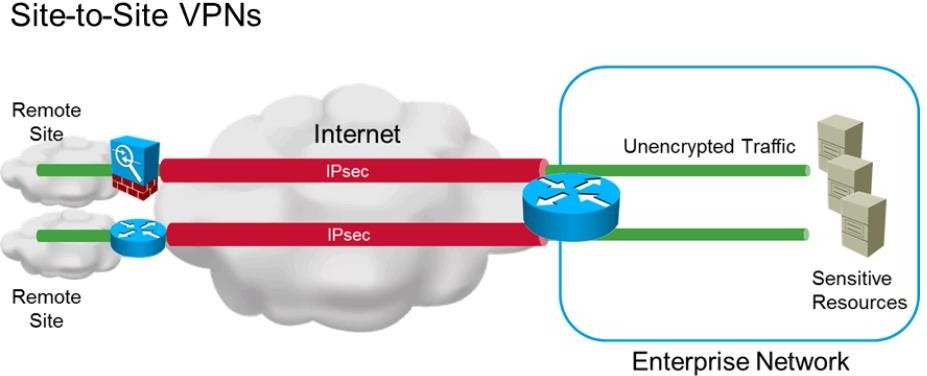 Site-to-Site VPNs
Remote
Site
Internet
IPsec
Unencrypted Traffic
IPsec
Remote
Site
Sensitive
Resources
Enterprise Network